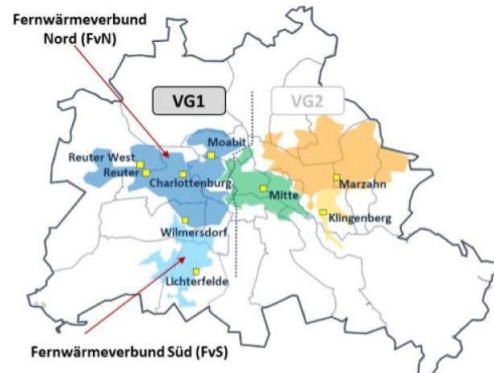 Fernwärmeverbund
Nord (FvN)
VG1
VG2
Moabit
Reuter West
Reuter
Charlottenburg
Marzahn
Mitte
Klingenberg
Wilmersdorf
Lichterfelde
Fernwärmeverbund Süd (FvS)